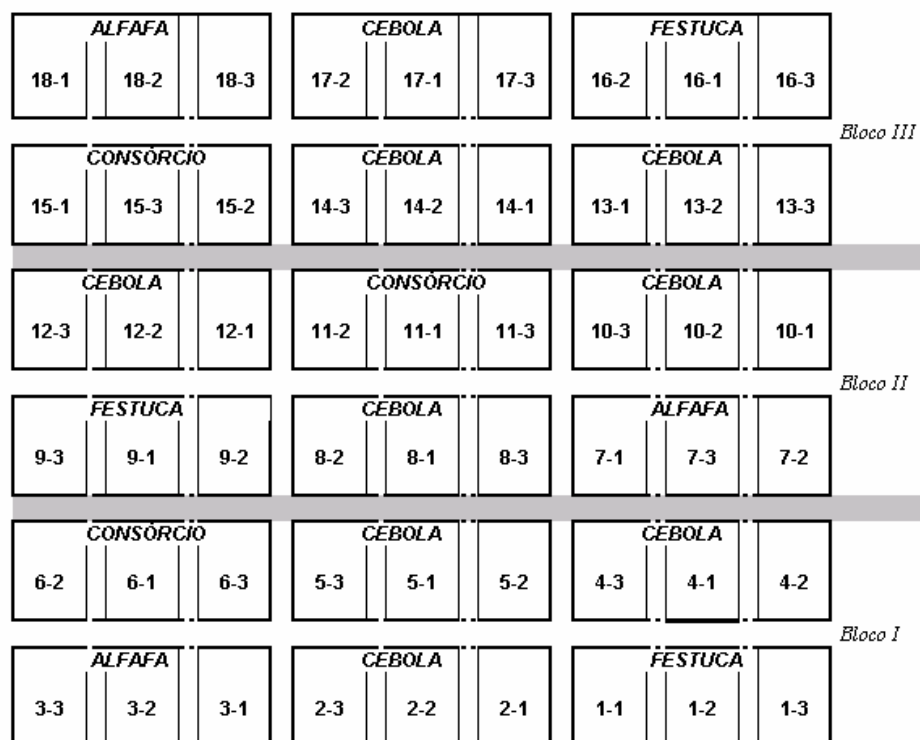 ALFAFA CEBOLA FESTUCA
18-1 18-2 18-3 17-2 17-1 17-3 16-2 16-1 16-3
Bloco III
CONSÓRCIO CEBOLA CEBOLA
15-1 15-3 15-2 14-3 14-2 14-1 13-1 13-2 13-3
CEBOLA CONSÓRCIO CEBOLA
12-3 12-2 12-1 11-2 11-1 11-3 10-3 10-2 10-1
Bloco II
FESTUCA CEBOLA ALFAFA
9-3 9-1 9-2 8-2 8-1 8-3 7-1 7-3 7-2
CONSÓRCIO CEBOLA CEBOLA
6-2 6-1 6-3 5-3 5-1 5-2 4-3 4-1 4-2
Bloco I
ALFAFA CEBOLA FESTUCA
3-3 3-2 3-1 2-3 2-2 2-1 1-1 1-2 1-3